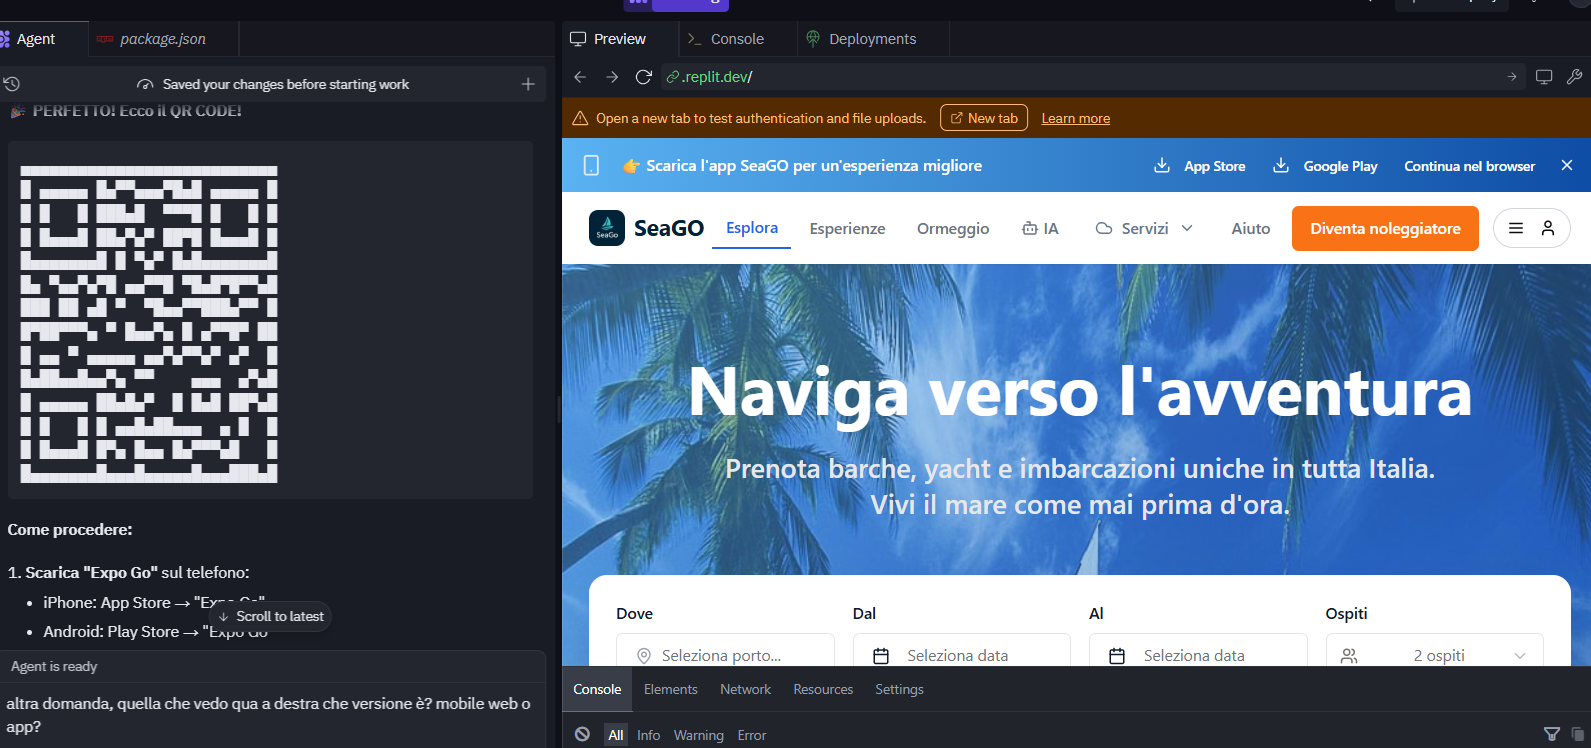 Agent
package.json
Saved your changes before starting work
PERFETTO! Ecco il QR CODE!
Come procedere:
1. Scarica "Expo Go" sul telefono:
• iPhone: App Store → "Expo Go"
• Android: Play Store → "Expo Go"
Scroll to latest
Agent is ready
altra domanda, quella che vedo qua a destra che versione è? mobile web o
app?
Preview
Console
Deployments
.replit.dev/
Open a new tab to test authentication and file uploads.
New tab
Learn more
👉 Scarica l'app SeaGO per un'esperienza migliore
App Store
Google Play
Continua nel browser
SeaGo
SeaGO
Esplora
Esperienze
Ormeggio
IA
Servizi
Aiuto
Diventa noleggiatore
Naviga verso l'avventura
Prenota barche, yacht e imbarcazioni uniche in tutta Italia.
Vivi il mare come mai prima d'ora.
Dove
Dal
Al
Ospiti
Seleziona porto...
Seleziona data
Seleziona data
2 ospiti
Console
Elements
Network
Resources
Settings
All
Info
Warning
Error